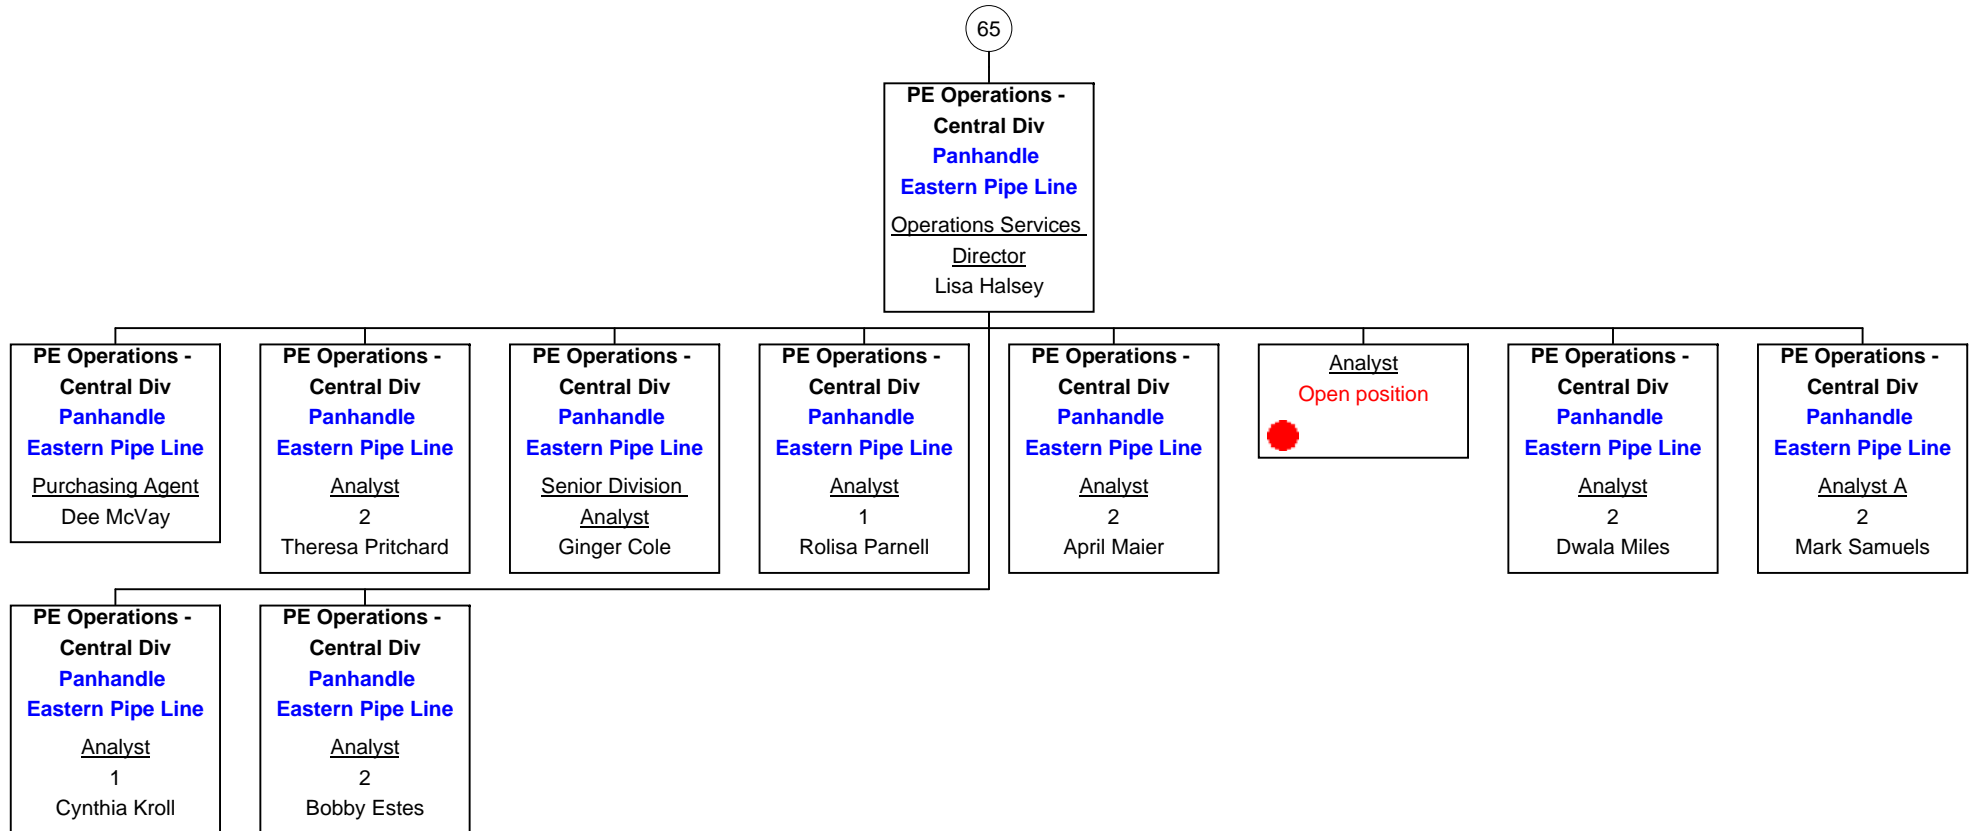 65
PE Operations -
Central Div
Panhandle
Eastern Pipe Line
Operations Services
Director
Lisa Halsey
PE Operations -
Central Div
Panhandle
Eastern Pipe Line
Purchasing Agent
Dee McVay
PE Operations -
Central Div
Panhandle
Eastern Pipe Line
Analyst
2
Theresa Pritchard
PE Operations -
Central Div
Panhandle
Eastern Pipe Line
Senior Division
Analyst
Ginger Cole
PE Operations -
Central Div
Panhandle
Eastern Pipe Line
Analyst
1
Rolisa Parnell
PE Operations -
Central Div
Panhandle
Eastern Pipe Line
Analyst
2
April Maier
Analyst
Open position
PE Operations -
Central Div
Panhandle
Eastern Pipe Line
Analyst
2
Dwala Miles
PE Operations -
Central Div
Panhandle
Eastern Pipe Line
Analyst A
2
Mark Samuels
PE Operations -
Central Div
Panhandle
Eastern Pipe Line
Analyst
1
Cynthia Kroll
PE Operations -
Central Div
Panhandle
Eastern Pipe Line
Analyst
2
Bobby Estes